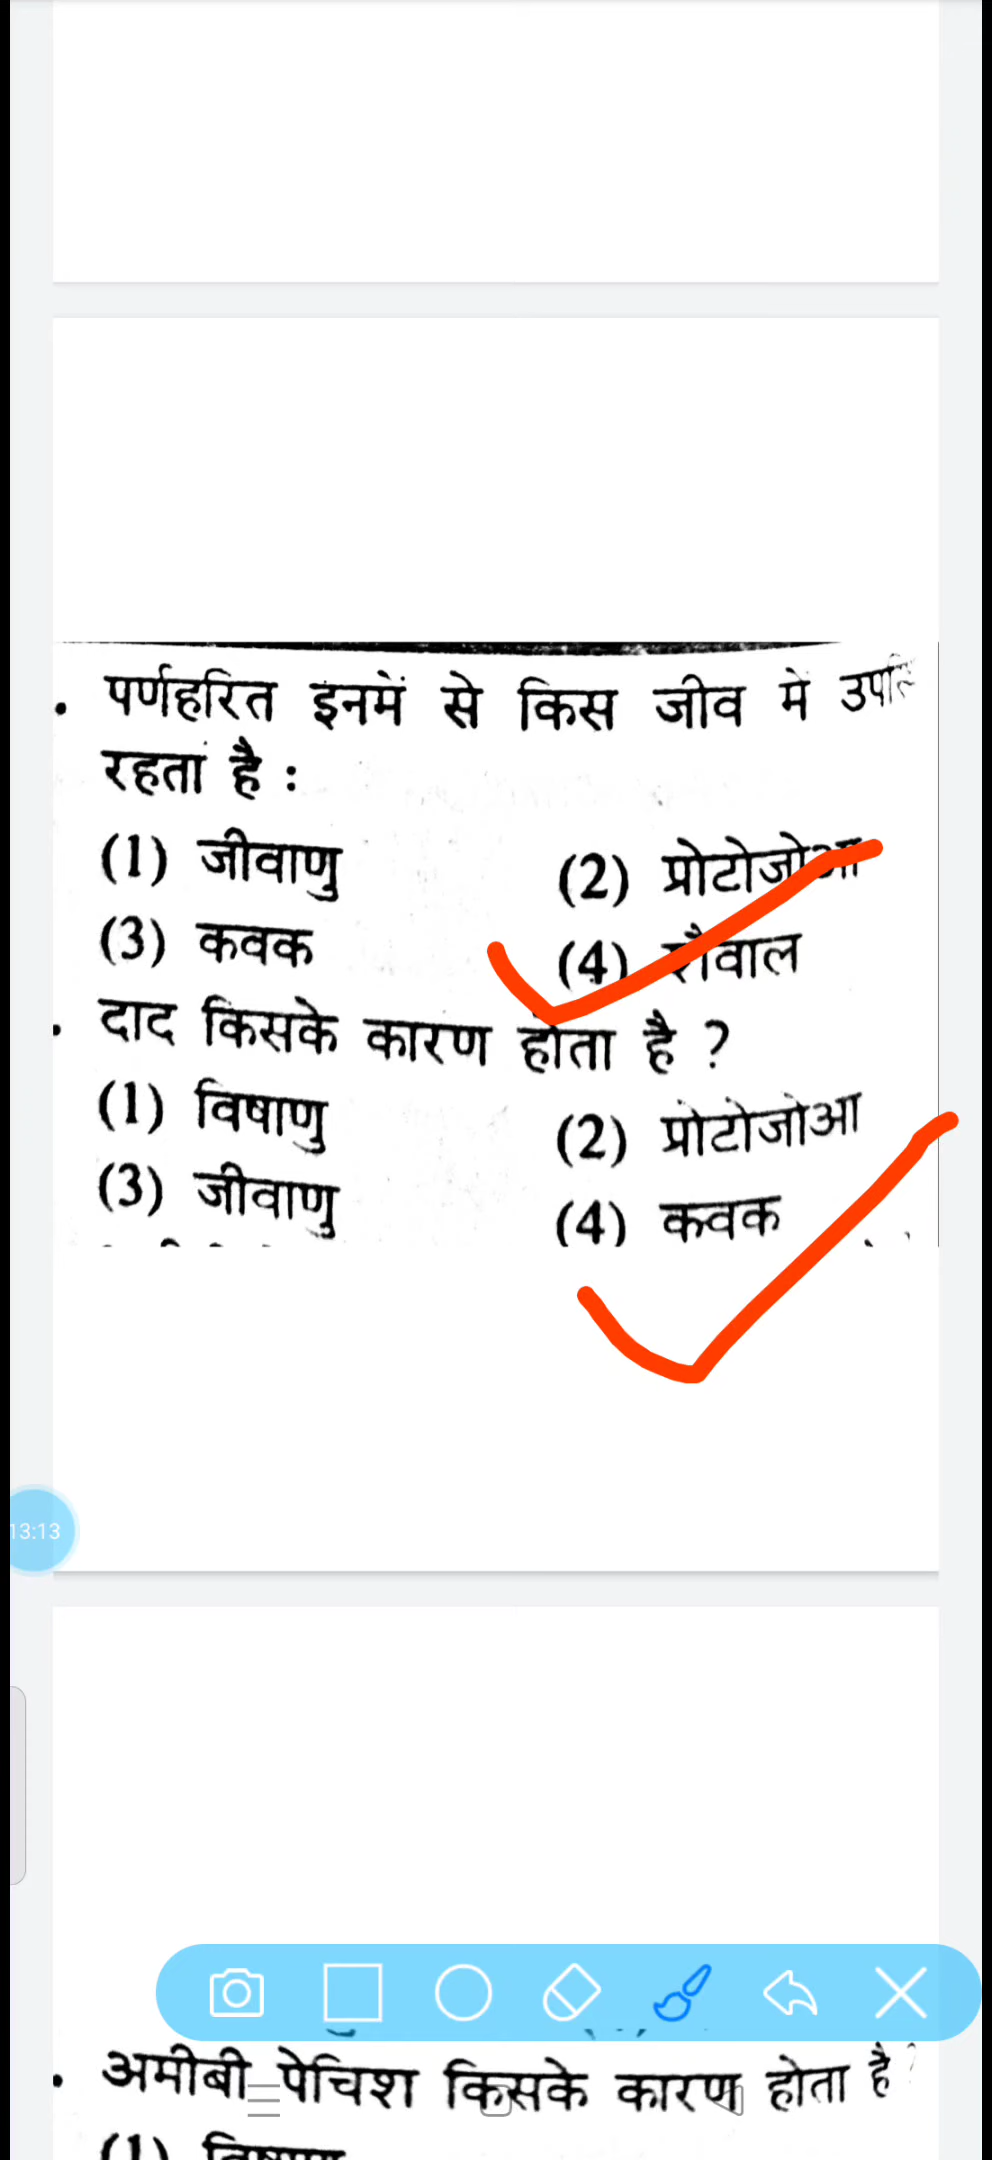 . पर्णहरित इनमें से किस जीव में
रहता है :
(1) जीवाणु (2) प्रोटोजोआ
(3) कवक (4) शैवाल
. दाद किसके कारण होता है ?
(1) विषाणु (2) प्रोटोजोआ
(3) जीवाणु (4) कवक
13:13
. अमीबी पेचिश किसके कारण होता है ?
(1)